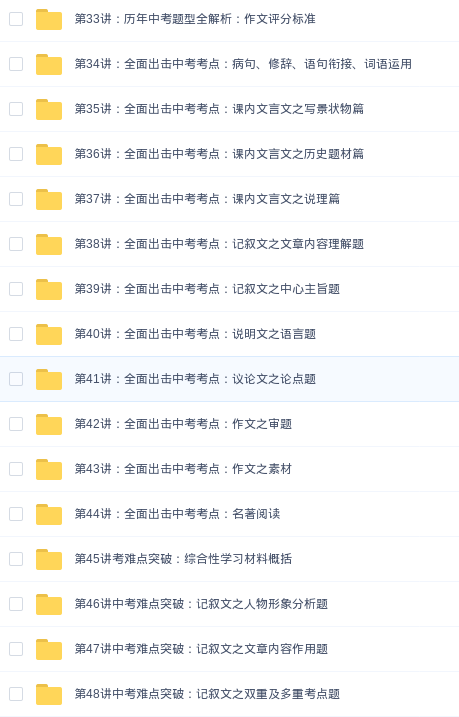 第33讲：历年中考题型全解析：作文评分标准
第34讲：全面出击中考考点：病句、修辞、语句衔接、词语运用
第35讲：全面出击中考考点：课内文言文之写景状物篇
第36讲：全面出击中考考点：课内文言文之历史题材篇
第37讲：全面出击中考考点：课内文言文之说理篇
第38讲：全面出击中考考点：记叙文之文章内容理解题
第39讲：全面出击中考考点：记叙文之中心主旨题
第40讲：全面出击中考考点：说明文之语言题
第41讲：全面出击中考考点：议论文之论点题
第42讲：全面出击中考考点：作文之审题
第43讲：全面出击中考考点：作文之素材
第44讲：全面出击中考考点：名著阅读
第45讲考难点突破：综合性学习材料概括
第46讲中考难点突破：记叙文之人物形象分析题
第47讲中考难点突破：记叙文之文章内容作用题
第48讲中考难点突破：记叙文之双重及多重考点题